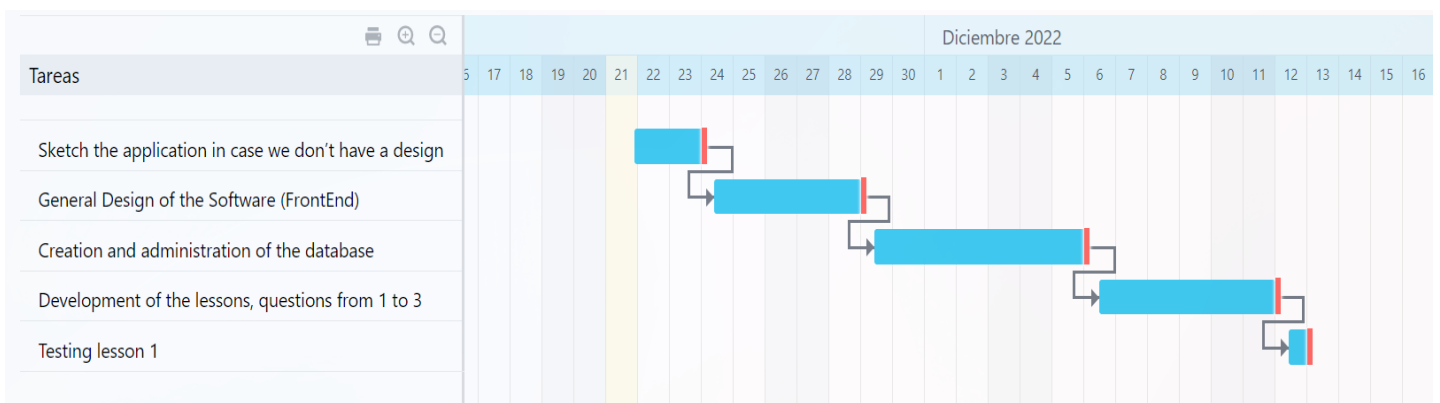 Diciembre 2022
Tareas
17 18 19 20 21 22 23 24 25 26 27 28 29 30 1 2 3 4 5 6 7 8 9 10 11 12 13 14 15 16
Sketch the application in case we don’t have a design
General Design of the Software (FrontEnd)
Creation and administration of the database
Development of the lessons, questions from 1 to 3
Testing lesson 1